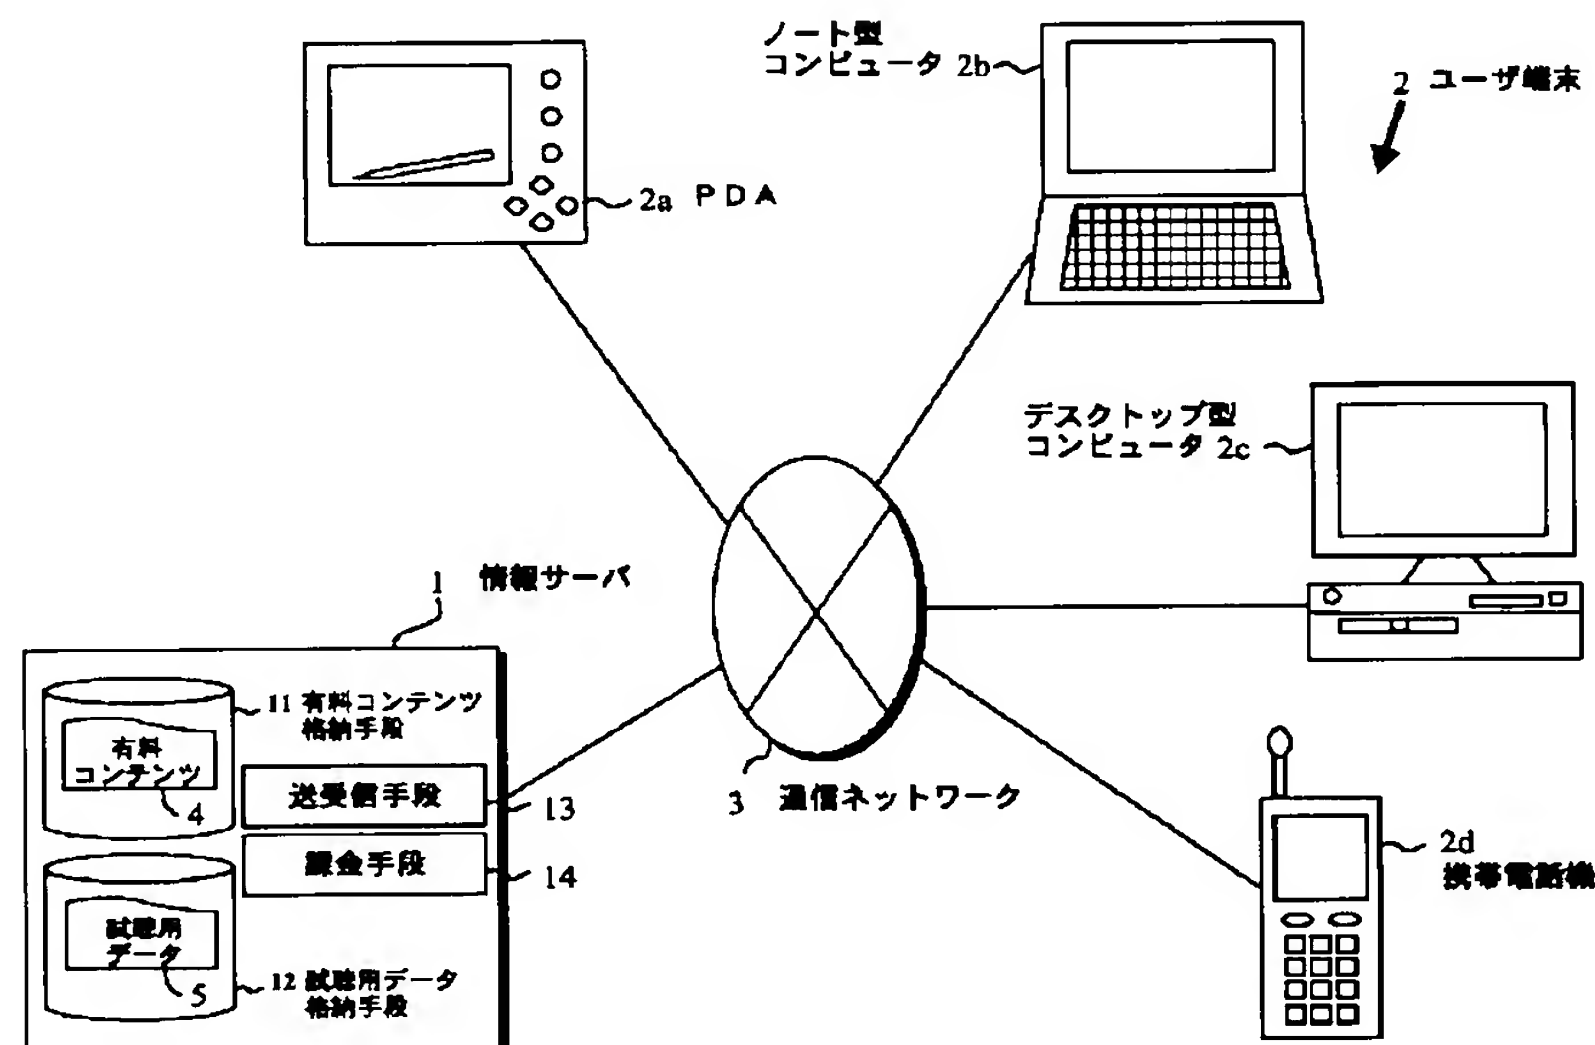 ノート型
コンピュータ 2b
2 ユーザ端末
2a PDA
デスクトップ型
コンピュータ 2c
1 情報サーバ
11 有料コンテンツ
格納手段
有料
コンテンツ
4
送受信手段
13
3 通信ネットワーク
課金手段
14
2d
携帯電話機
試聴用
データ
5
12 試聴用データ
格納手段